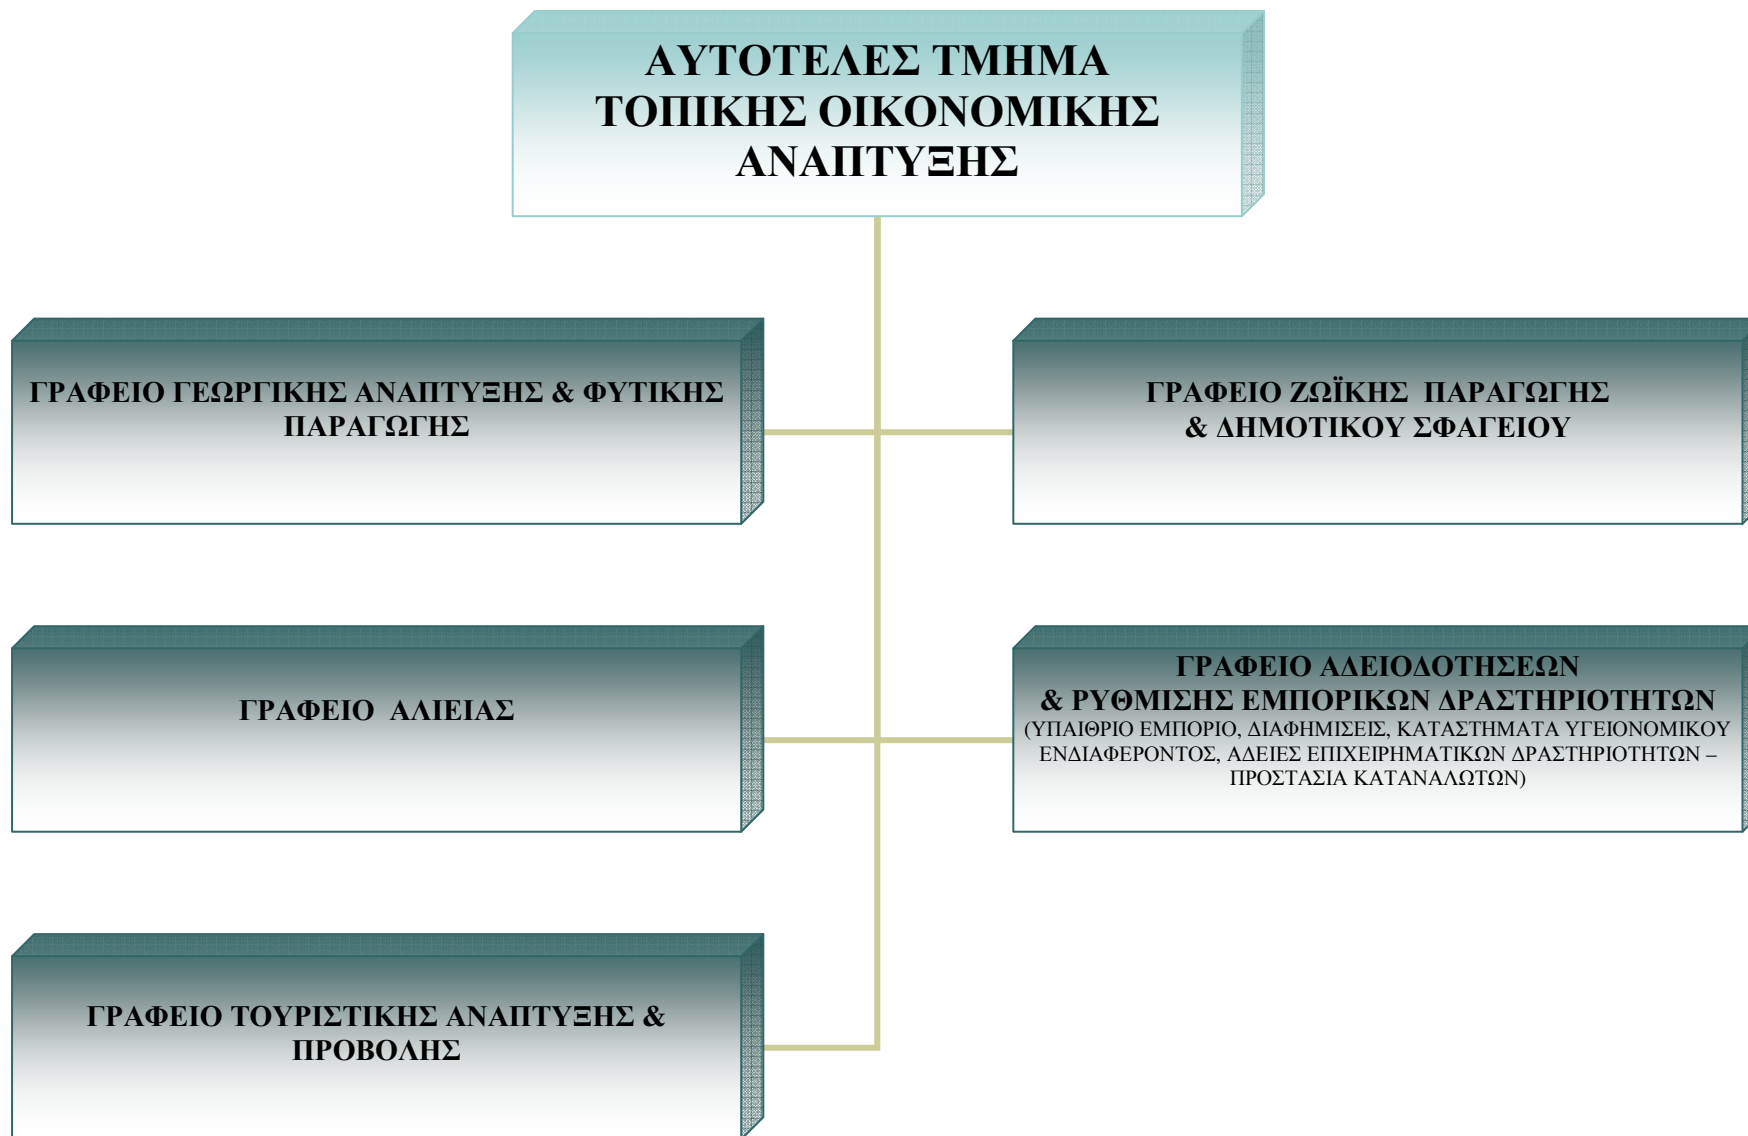 ΑΥΤΟΤΕΛΕΣ ΤΜΗΜΑ
ΤΟΠΙΚΗΣ ΟΙΚΟΝΟΜΙΚΗΣ
ΑΝΑΠΤΥΞΗΣ
ΓΡΑΦΕΙΟ ΓΕΩΡΓΙΚΗΣ ΑΝΑΠΤΥΞΗΣ & ΦΥΤΙΚΗΣ
ΠΑΡΑΓΩΓΗΣ
ΓΡΑΦΕΙΟ ΖΩΪΚΗΣ ΠΑΡΑΓΩΓΗΣ
& ΔΗΜΟΤΙΚΟΥ ΣΦΑΓΕΙΟΥ
ΓΡΑΦΕΙΟ ΑΛΙΕΙΑΣ
ΓΡΑΦΕΙΟ ΑΔΕΙΟΔΟΤΗΣΕΩΝ
& ΡΥΘΜΙΣΗΣ ΕΜΠΟΡΙΚΩΝ ΔΡΑΣΤΗΡΙΟΤΗΤΩΝ
(ΥΠΑΙΘΡΙΟ ΕΜΠΟΡΙΟ, ΔΙΑΦΗΜΙΣΕΙΣ, ΚΑΤΑΣΤΗΜΑΤΑ ΥΓΕΙΟΝΟΜΙΚΟΥ
ΕΝΔΙΑΦΕΡΟΝΤΟΣ, ΑΔΕΙΕΣ ΕΠΙΧΕΙΡΗΜΑΤΙΚΩΝ ΔΡΑΣΤΗΡΙΟΤΗΤΩΝ –
ΠΡΟΣΤΑΣΙΑ ΚΑΤΑΝΑΛΩΤΩΝ)
ΓΡΑΦΕΙΟ ΤΟΥΡΙΣΤΙΚΗΣ ΑΝΑΠΤΥΞΗΣ &
ΠΡΟΒΟΛΗΣ